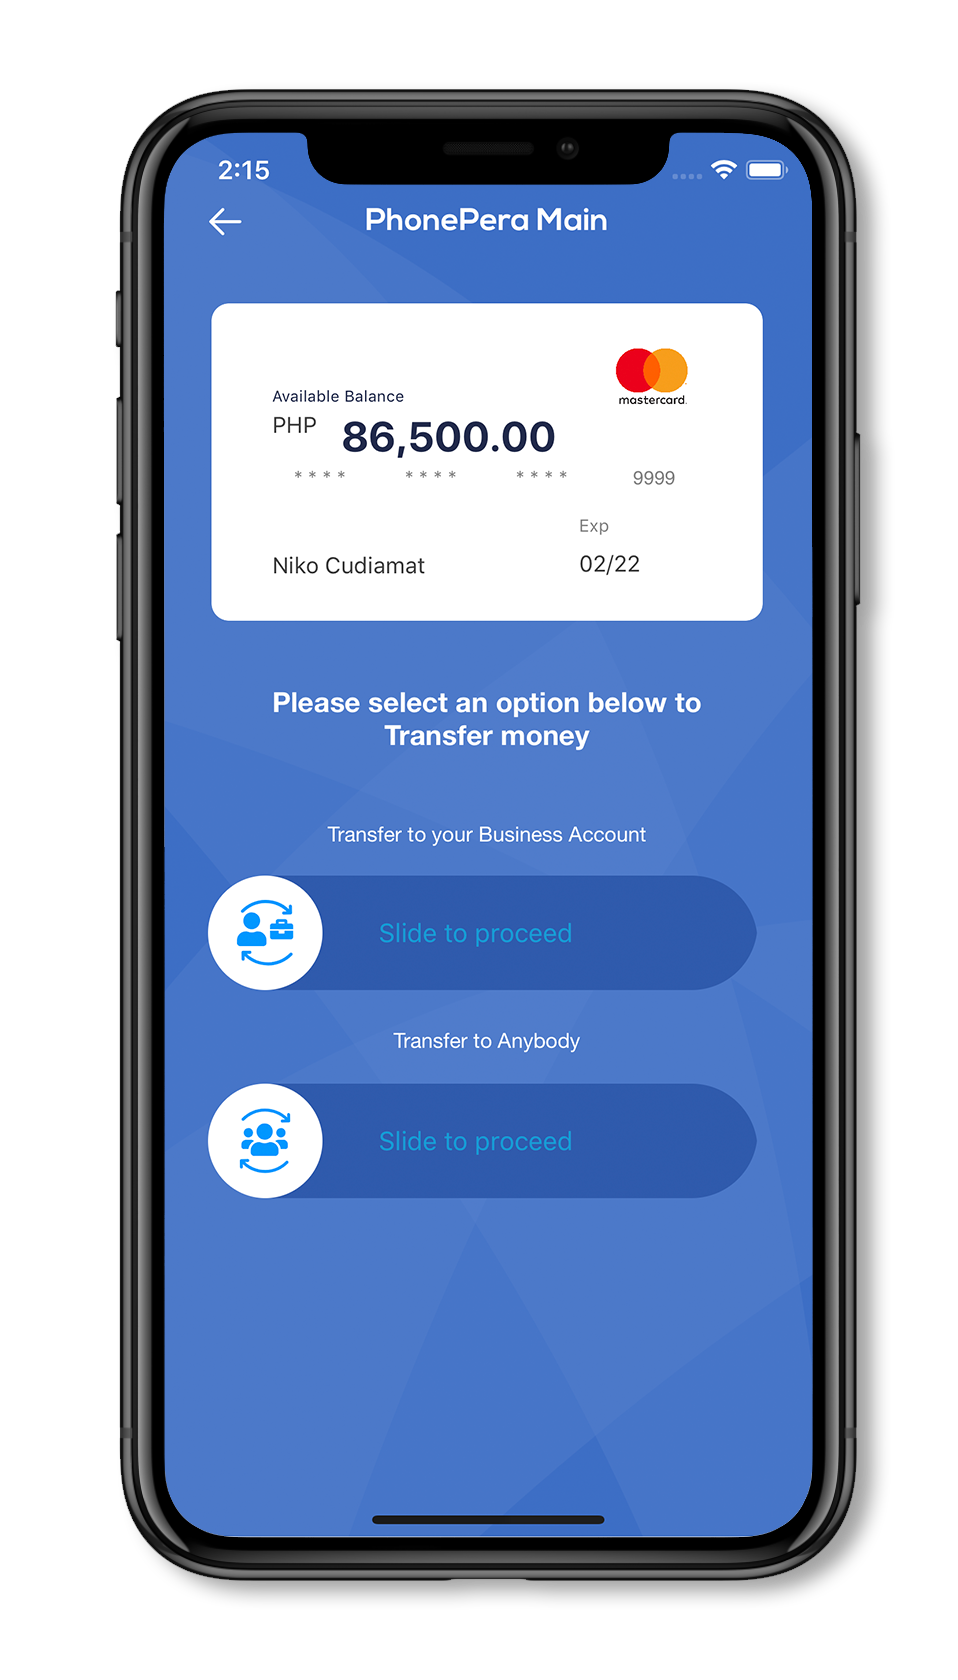 2:15
PhonePera Main
mastercard.
Available Balance
PHP 86,500.00
**** **** **** 9999
Exp
Niko Cudiamat 02/22
Please select an option below to
Transfer money
Transfer to your Business Account
Slide to proceed
Transfer to Anybody
Slide to proceed